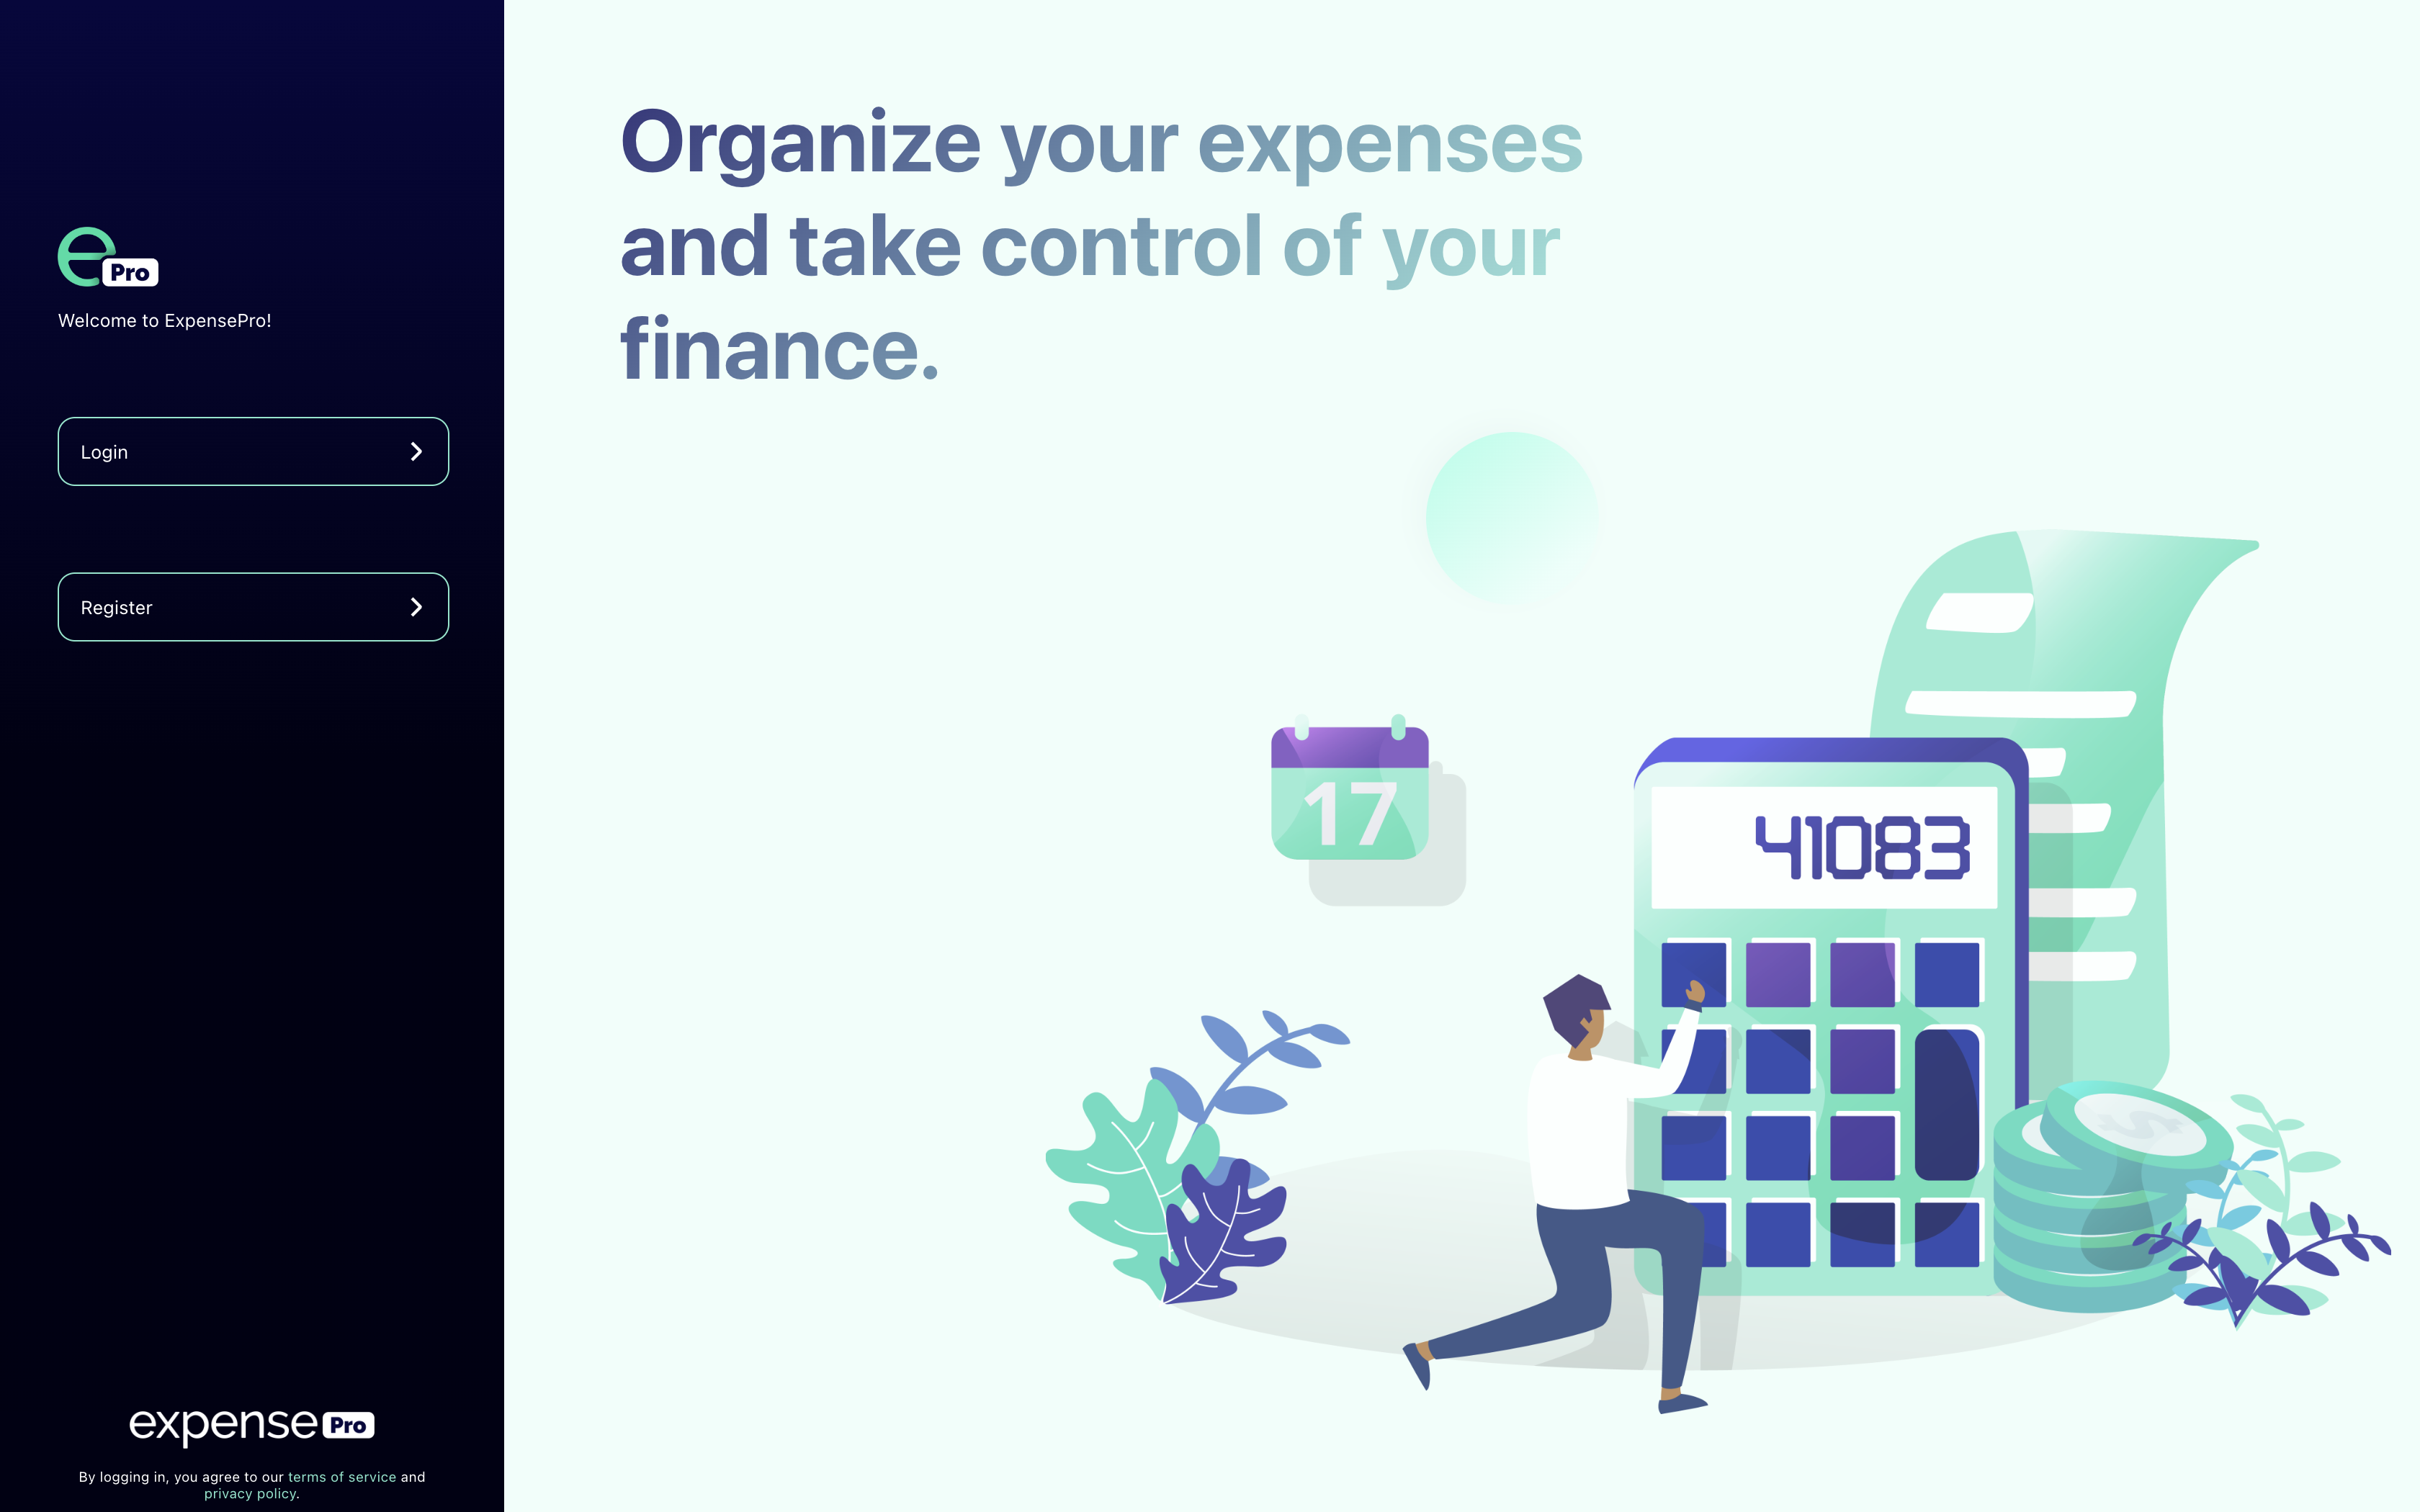 e Pro
Welcome to ExpensePro!
Login
Register
expense Pro
By logging in, you agree to our terms of service and
privacy policy.
Organize your expenses
and take control of your
finance.
17
41083